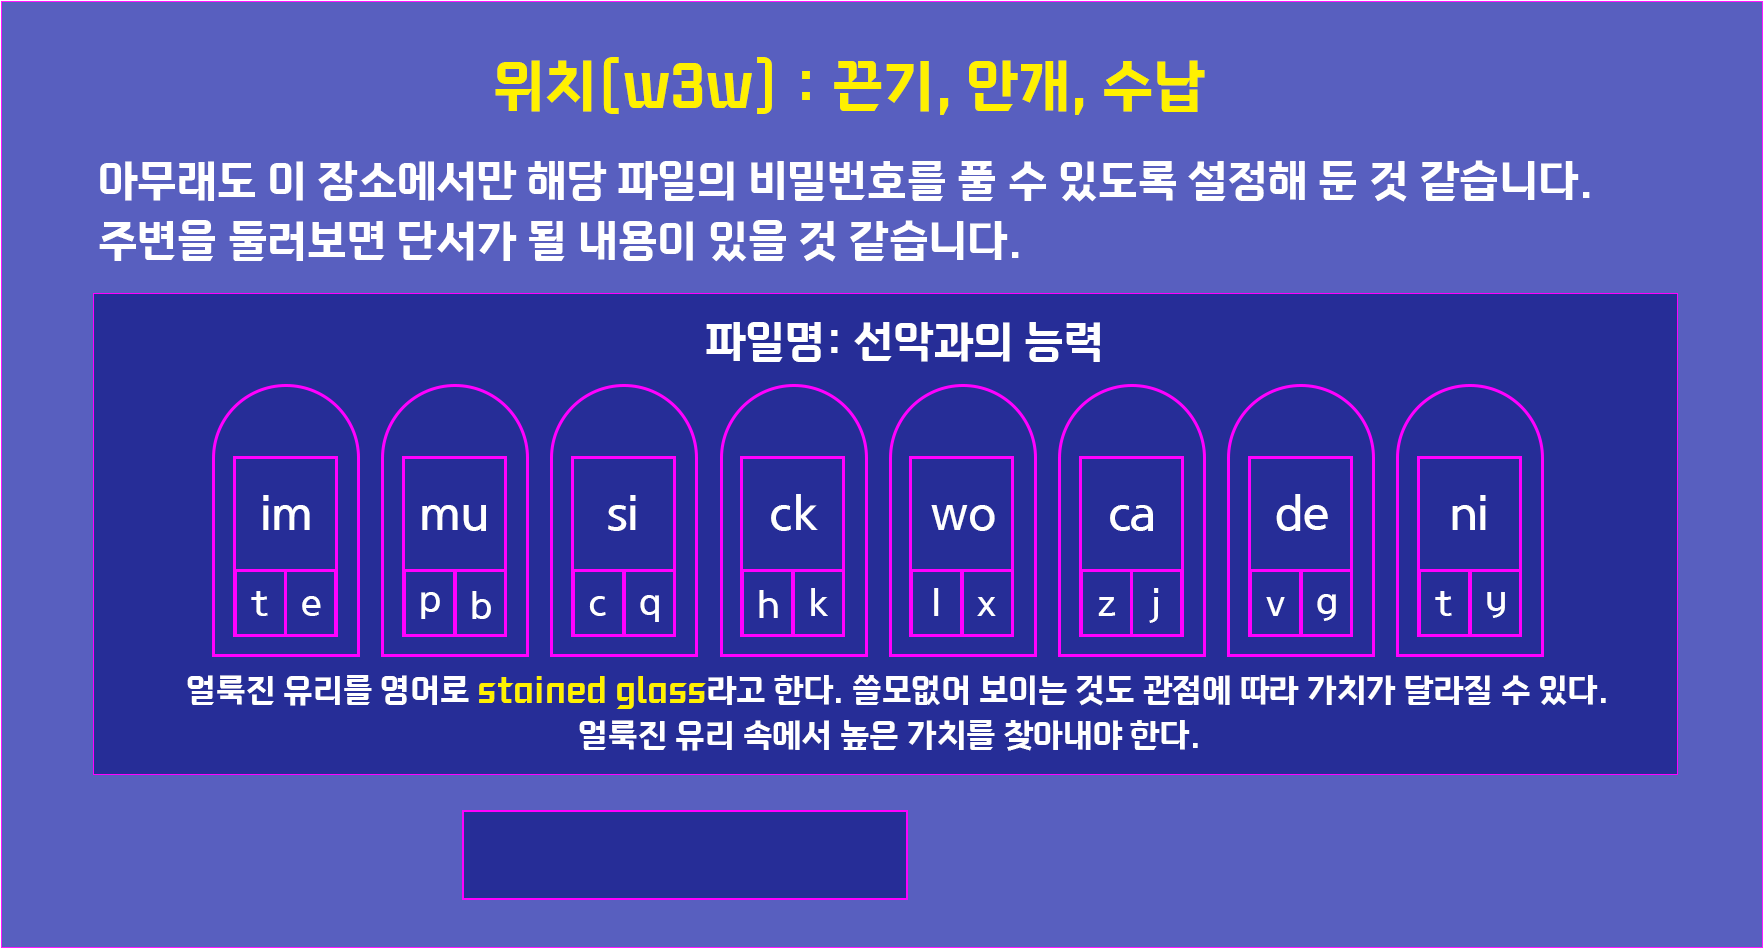 위치(w3w) : 끈기, 안개, 수납
아무래도 이 장소에서만 해당 파일의 비밀번호를 풀 수 있도록 설정해 둔 것 같습니다.
주변을 둘러보면 단서가 될 내용이 있을 것 같습니다.
파일명: 선악과의 능력
im mu si ck wo ca de ni
t e p b c q h k l x z j v g t y
얼룩진 유리를 영어로 stained glass라고 한다. 쓸모없어 보이는 것도 관점에 따라 가치가 달라질 수 있다.
얼룩진 유리 속에서 높은 가치를 찾아내야 한다.